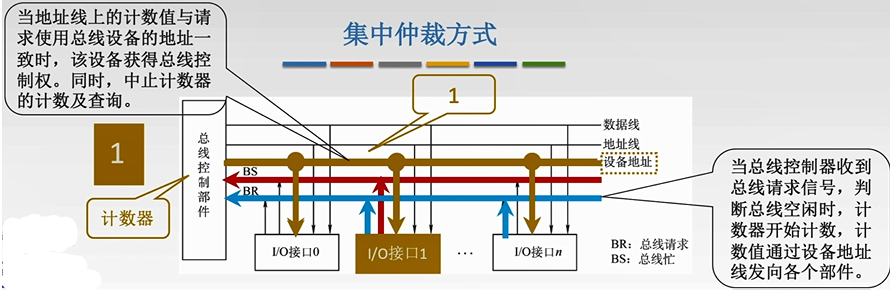 集中仲裁方式
当地址线上的计数值与请
求使用总线设备的地址一
致时，该设备获得总线控
制权。同时，中止计数器
的计数及查询。
1
1
计数器
总线控制部件
数据线
地址线
设备地址
BS
BR
I/O接口0
I/O接口1
…
I/O接口n
BR：总线请求
BS：总线忙
当总线控制器收到
总线请求信号，判
断总线空闲时，计
数器开始计数，计
数值通过设备地址
线发向各个部件。